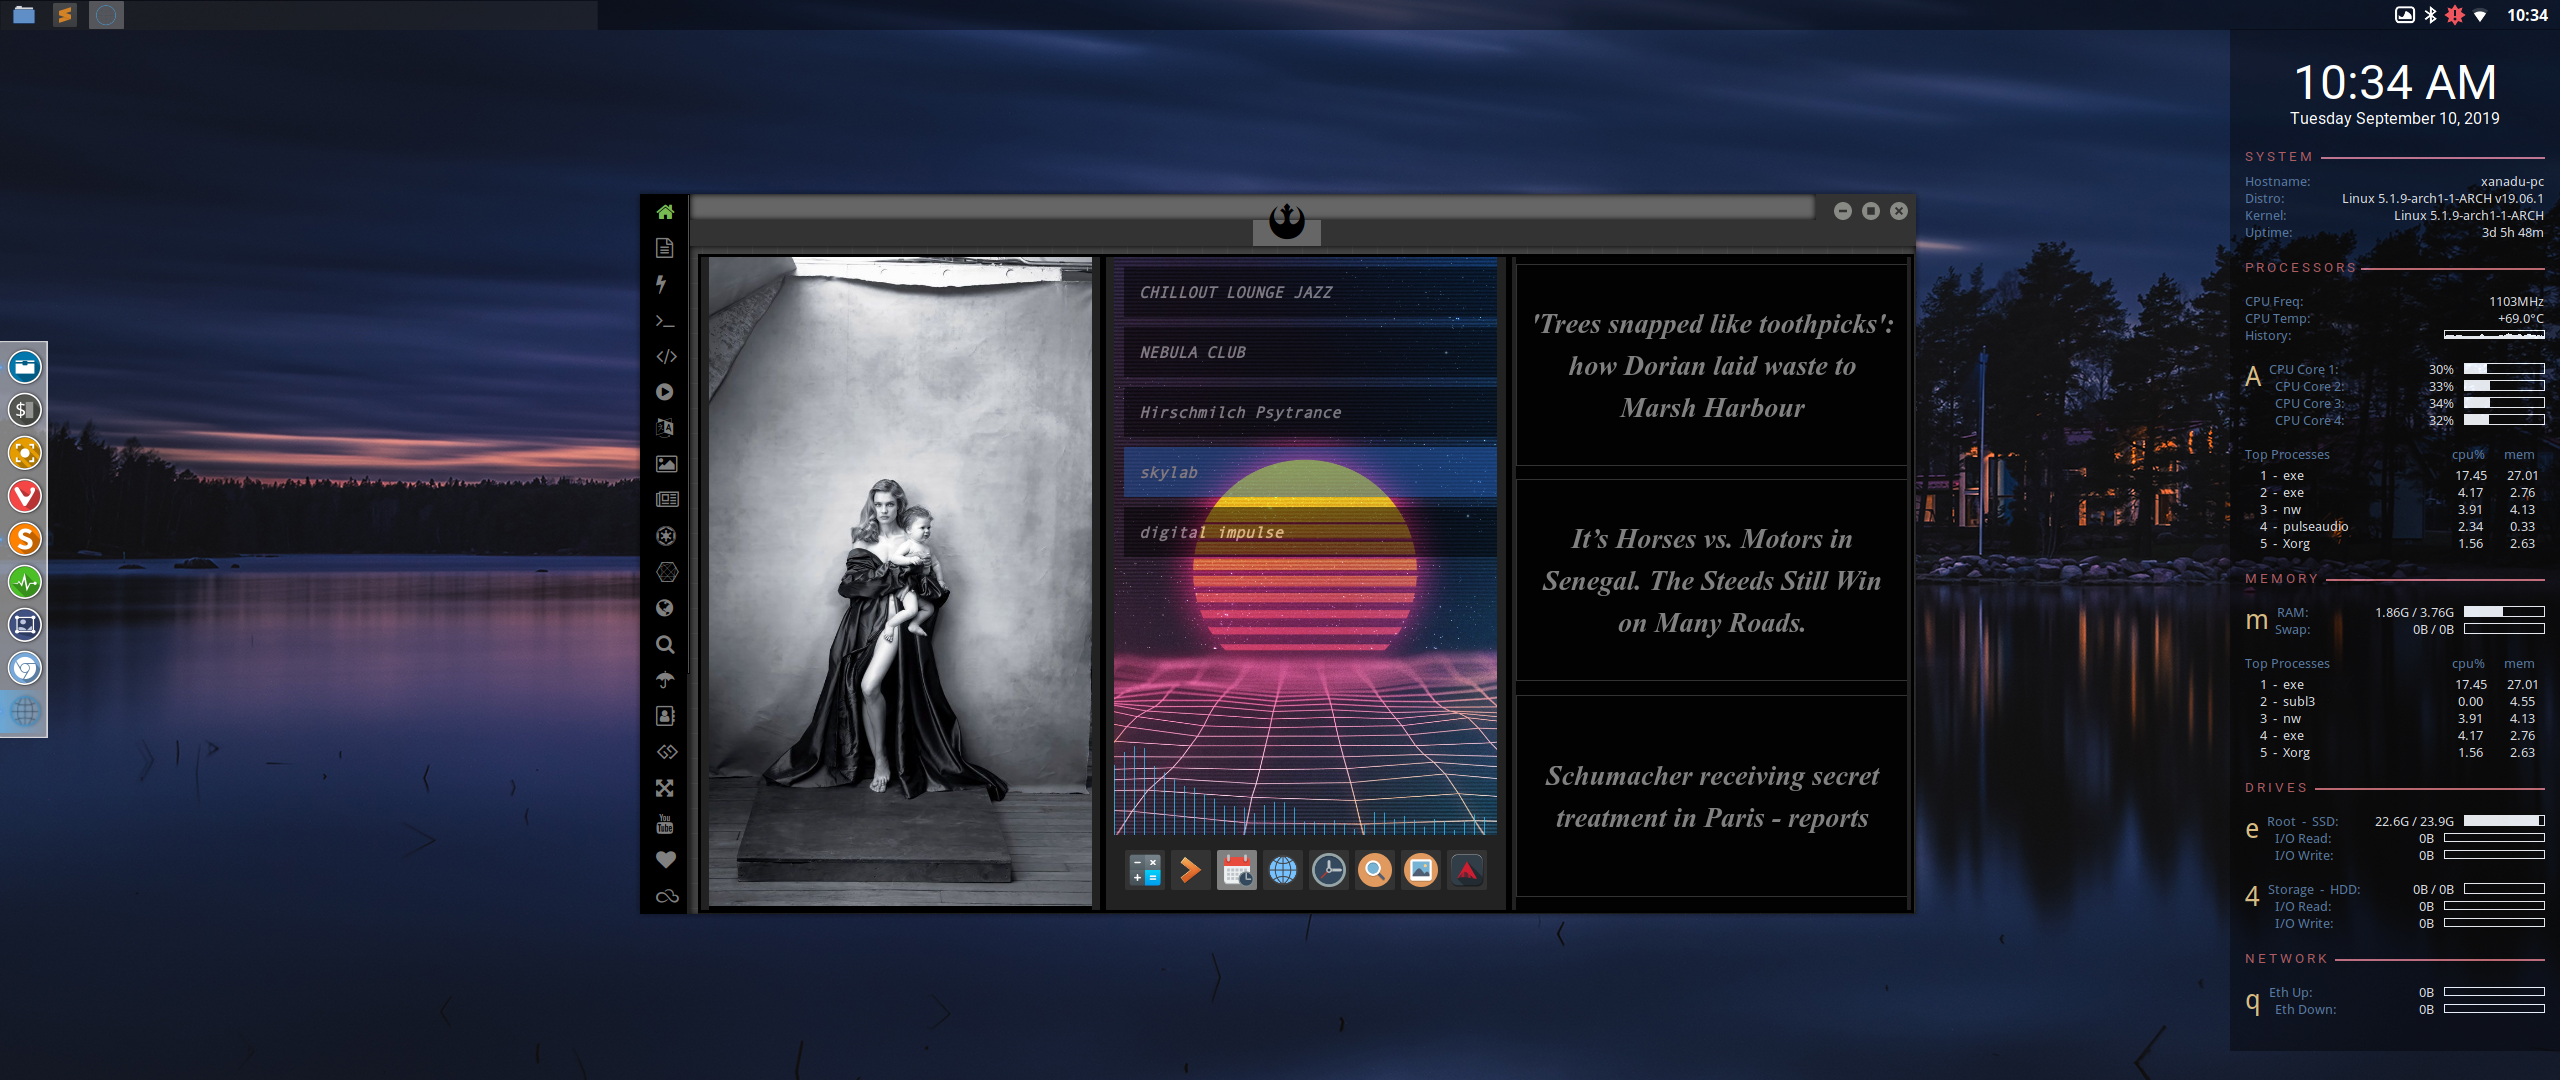 10:34
10:34 AM
Tuesday September 10, 2019
SYSTEM
Hostname: xanadu-pc
Distro: Linux 5.1.9-arch1-1-ARCH v19.06.1
Kernel: Linux 5.1.9-arch1-1-ARCH
Uptime: 3d 5h 48m
PROCESSORS
CPU Freq: 1103MHz
CPU Temp: +69.0°C
History:
A CPU Core 1: 30%
CPU Core 2: 33%
CPU Core 3: 34%
CPU Core 4: 32%
Top Processes cpu% mem
1 - exe 17.45 27.01
2 - exe 4.17 2.76
3 - nw 3.91 4.13
4 - pulseaudio 2.34 0.33
5 - Xorg 1.56 2.63
MEMORY
m RAM: 1.86G / 3.76G
Swap: 0B / 0B
Top Processes cpu% mem
1 - exe 17.45 27.01
2 - subl3 0.00 4.55
3 - nw 3.91 4.13
4 - exe 4.17 2.76
5 - Xorg 1.56 2.63
DRIVES
e Root - SSD: 22.6G / 23.9G
I/O Read: 0B
I/O Write: 0B
4 Storage - HDD: 0B / 0B
I/O Read: 0B
I/O Write: 0B
NETWORK
q Eth Up: 0B
Eth Down: 0B
CHILLOUT LOUNGE JAZZ
NEBULA CLUB
Hirschmilch Psytrance
skylab
digital impulse
'Trees snapped like toothpicks':
how Dorian laid waste to
Marsh Harbour
It’s Horses vs. Motors in
Senegal. The Steeds Still Win
on Many Roads.
Schumacher receiving secret
treatment in Paris - reports
You
Tube